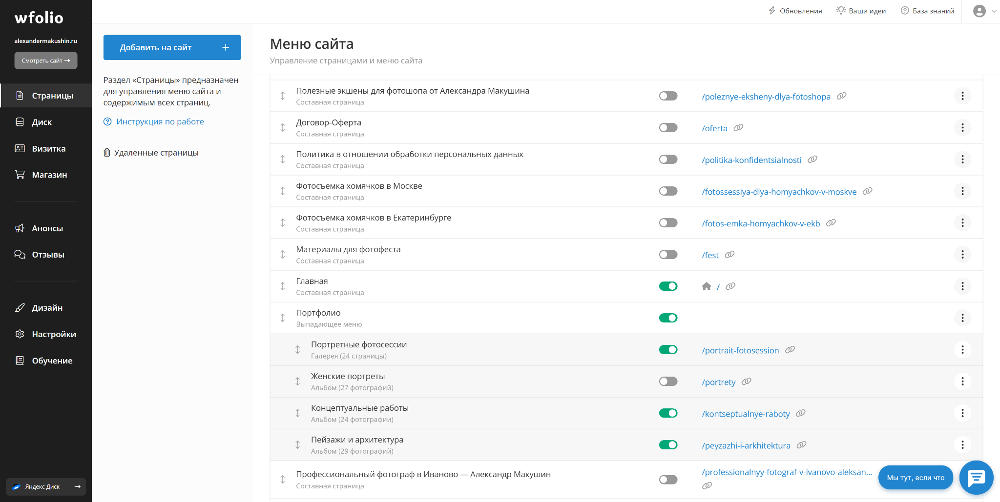 wfolio
alexandermakushin.ru
Смотреть сайт →
Страницы
Диск
Визитка
Магазин
Анонсы
Отзывы
Дизайн
Настройки
Обучение
Яндекс Диск →
Обновления
Ваши идеи
База знаний
Добавить на сайт +
Раздел «Страницы» предназначен
для управления меню сайта и
содержимым всех страниц.
Инструкция по работе
Удаленные страницы
Меню сайта
Управление страницами и меню сайта
Полезные экшены для фотошопа от Александра Макушина
Составная страница
/poleznye-eksheny-dlya-fotoshopa
Договор-Оферта
Составная страница
/oferta
Политика в отношении обработки персональных данных
Составная страница
/politika-konfidentsialnosti
Фотосъемка хомячков в Москве
Составная страница
/fotossessiya-dlya-homyachkov-v-moskve
Фотосъемка хомячков в Екатеринбурге
Составная страница
/fotos-emka-homyachkov-v-ekb
Материалы для фотофеста
Составная страница
/fest
Главная
Составная страница
/
Портфолио
Выпадающее меню
Портретные фотосессии
Галерея (24 страницы)
/portrait-fotosession
Женские портреты
Альбом (27 фотографий)
/portrety
Концептуальные работы
Альбом (24 фотографии)
/kontseptualnye-raboty
Пейзажи и архитектура
Альбом (29 фотографий)
/peyzazhi-i-arkhitektura
Профессиональный фотограф в Иваново — Александр Макушин
Составная страница
/professionalnyy-fotograf-v-ivanovo-aleksan...
Мы тут, если что